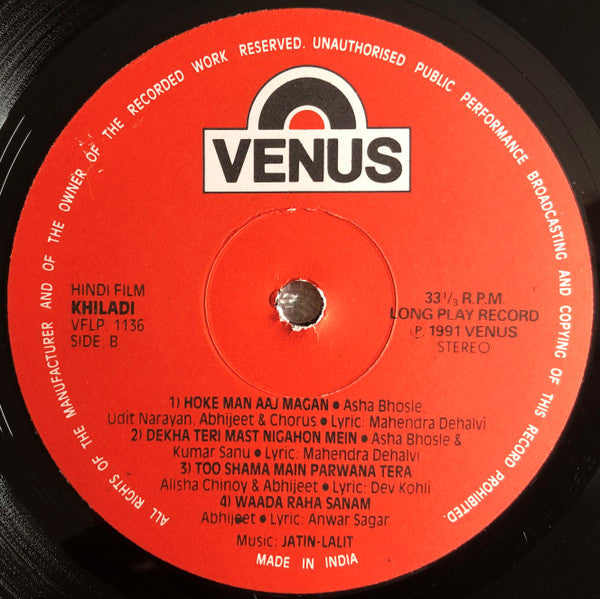 ALL RIGHTS OF THE MANUFACTURER AND OF THE OWNER OF THE RECORDED WORK RESERVED. UNAUTHORISED PUBLIC PERFORMANCE BROADCASTING AND COPYING OF THIS RECORD PROHIBITED.
VENUS
HINDI FILM
KHILADI
VFLP: 1136
SIDE: B
33 1/3 R.P.M.
LONG PLAY RECORD
℗ 1991 VENUS
STEREO
1) HOKE MAN AAJ MAGAN ● Asha Bhosle,
Udit Narayan, Abhijeet & Chorus ● Lyric: Mahendra Dehalvi
2) DEKHA TERI MAST NIGAHON MEIN ● Asha Bhosle &
Kumar Sanu ● Lyric: Mahendra Dehalvi
3) TOO SHAMA MAIN PARWANA TERA
Alisha Chinoy & Abhijeet ● Lyric: Dev Kohli
4) WAADA RAHA SANAM
Abhijeet ● Lyric: Anwar Sagar
Music: JATIN-LALIT
MADE IN INDIA